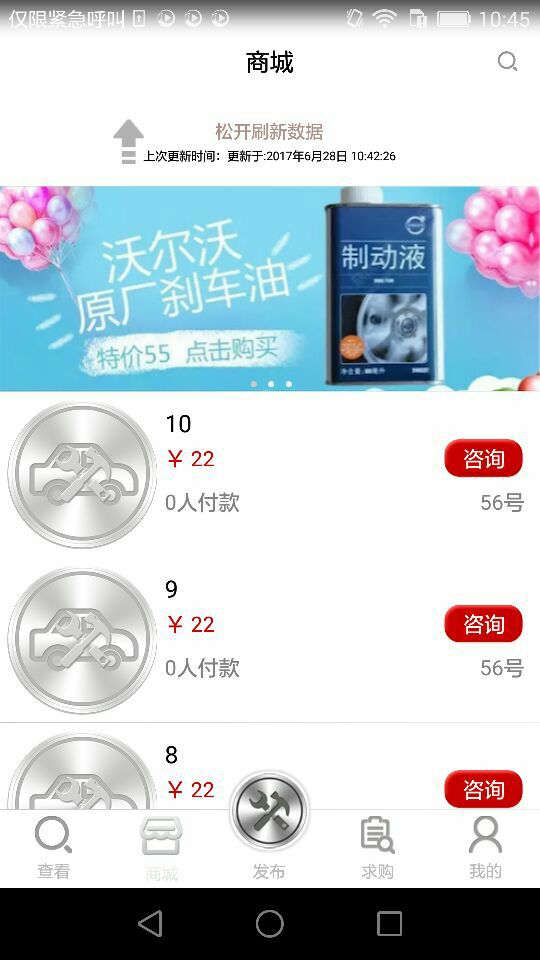 仅限紧急呼叫
10:45
商城
松开刷新数据
上次更新时间：更新于:2017年6月28日 10:42:26
沃尔沃
原厂刹车油
特价55 点击购买
制动液
10
￥ 22
咨询
0人付款
56号
9
￥ 22
咨询
0人付款
56号
8
￥ 22
咨询
查看
商城
发布
求购
我的